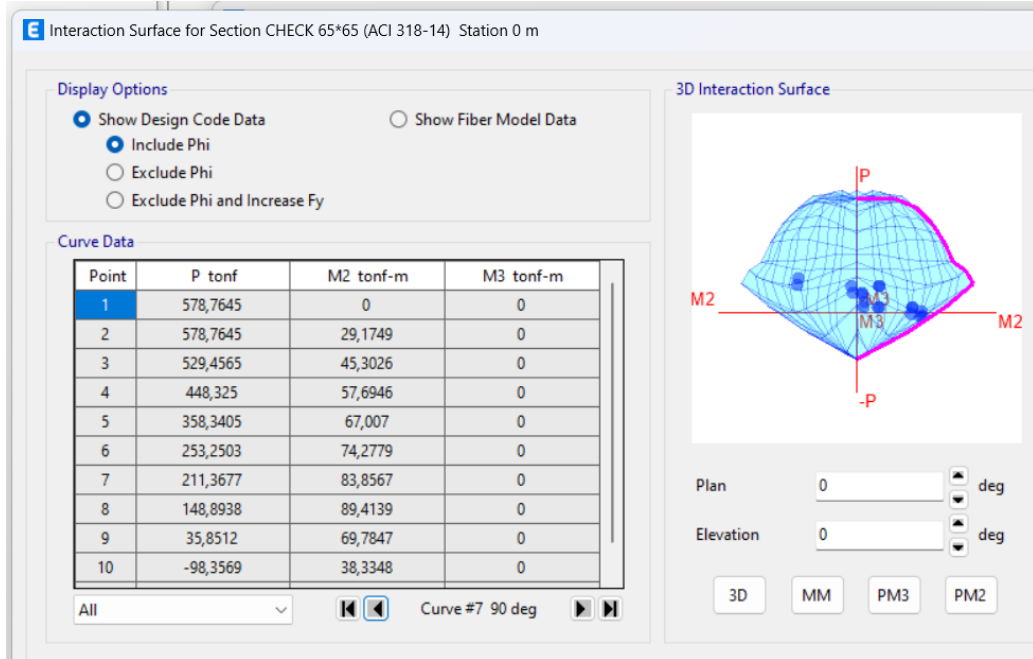 E Interaction Surface for Section CHECK 65*65 (ACI 318-14) Station 0 m
Display Options
Show Design Code Data Show Fiber Model Data
Include Phi
Exclude Phi
Exclude Phi and Increase Fy
Curve Data
Point P tonf M2 tonf-m M3 tonf-m
1 578,7645 0 0
2 578,7645 29,1749 0
3 529,4565 45,3026 0
4 448,325 57,6946 0
5 358,3405 67,007 0
6 253,2503 74,2779 0
7 211,3677 83,8567 0
8 148,8938 89,4139 0
9 35,8512 69,7847 0
10 -98,3569 38,3348 0
All Curve #7 90 deg
3D Interaction Surface
P
M2 M3
M3 M2
-P
Plan 0 deg
Elevation 0 deg
3D MM PM3 PM2